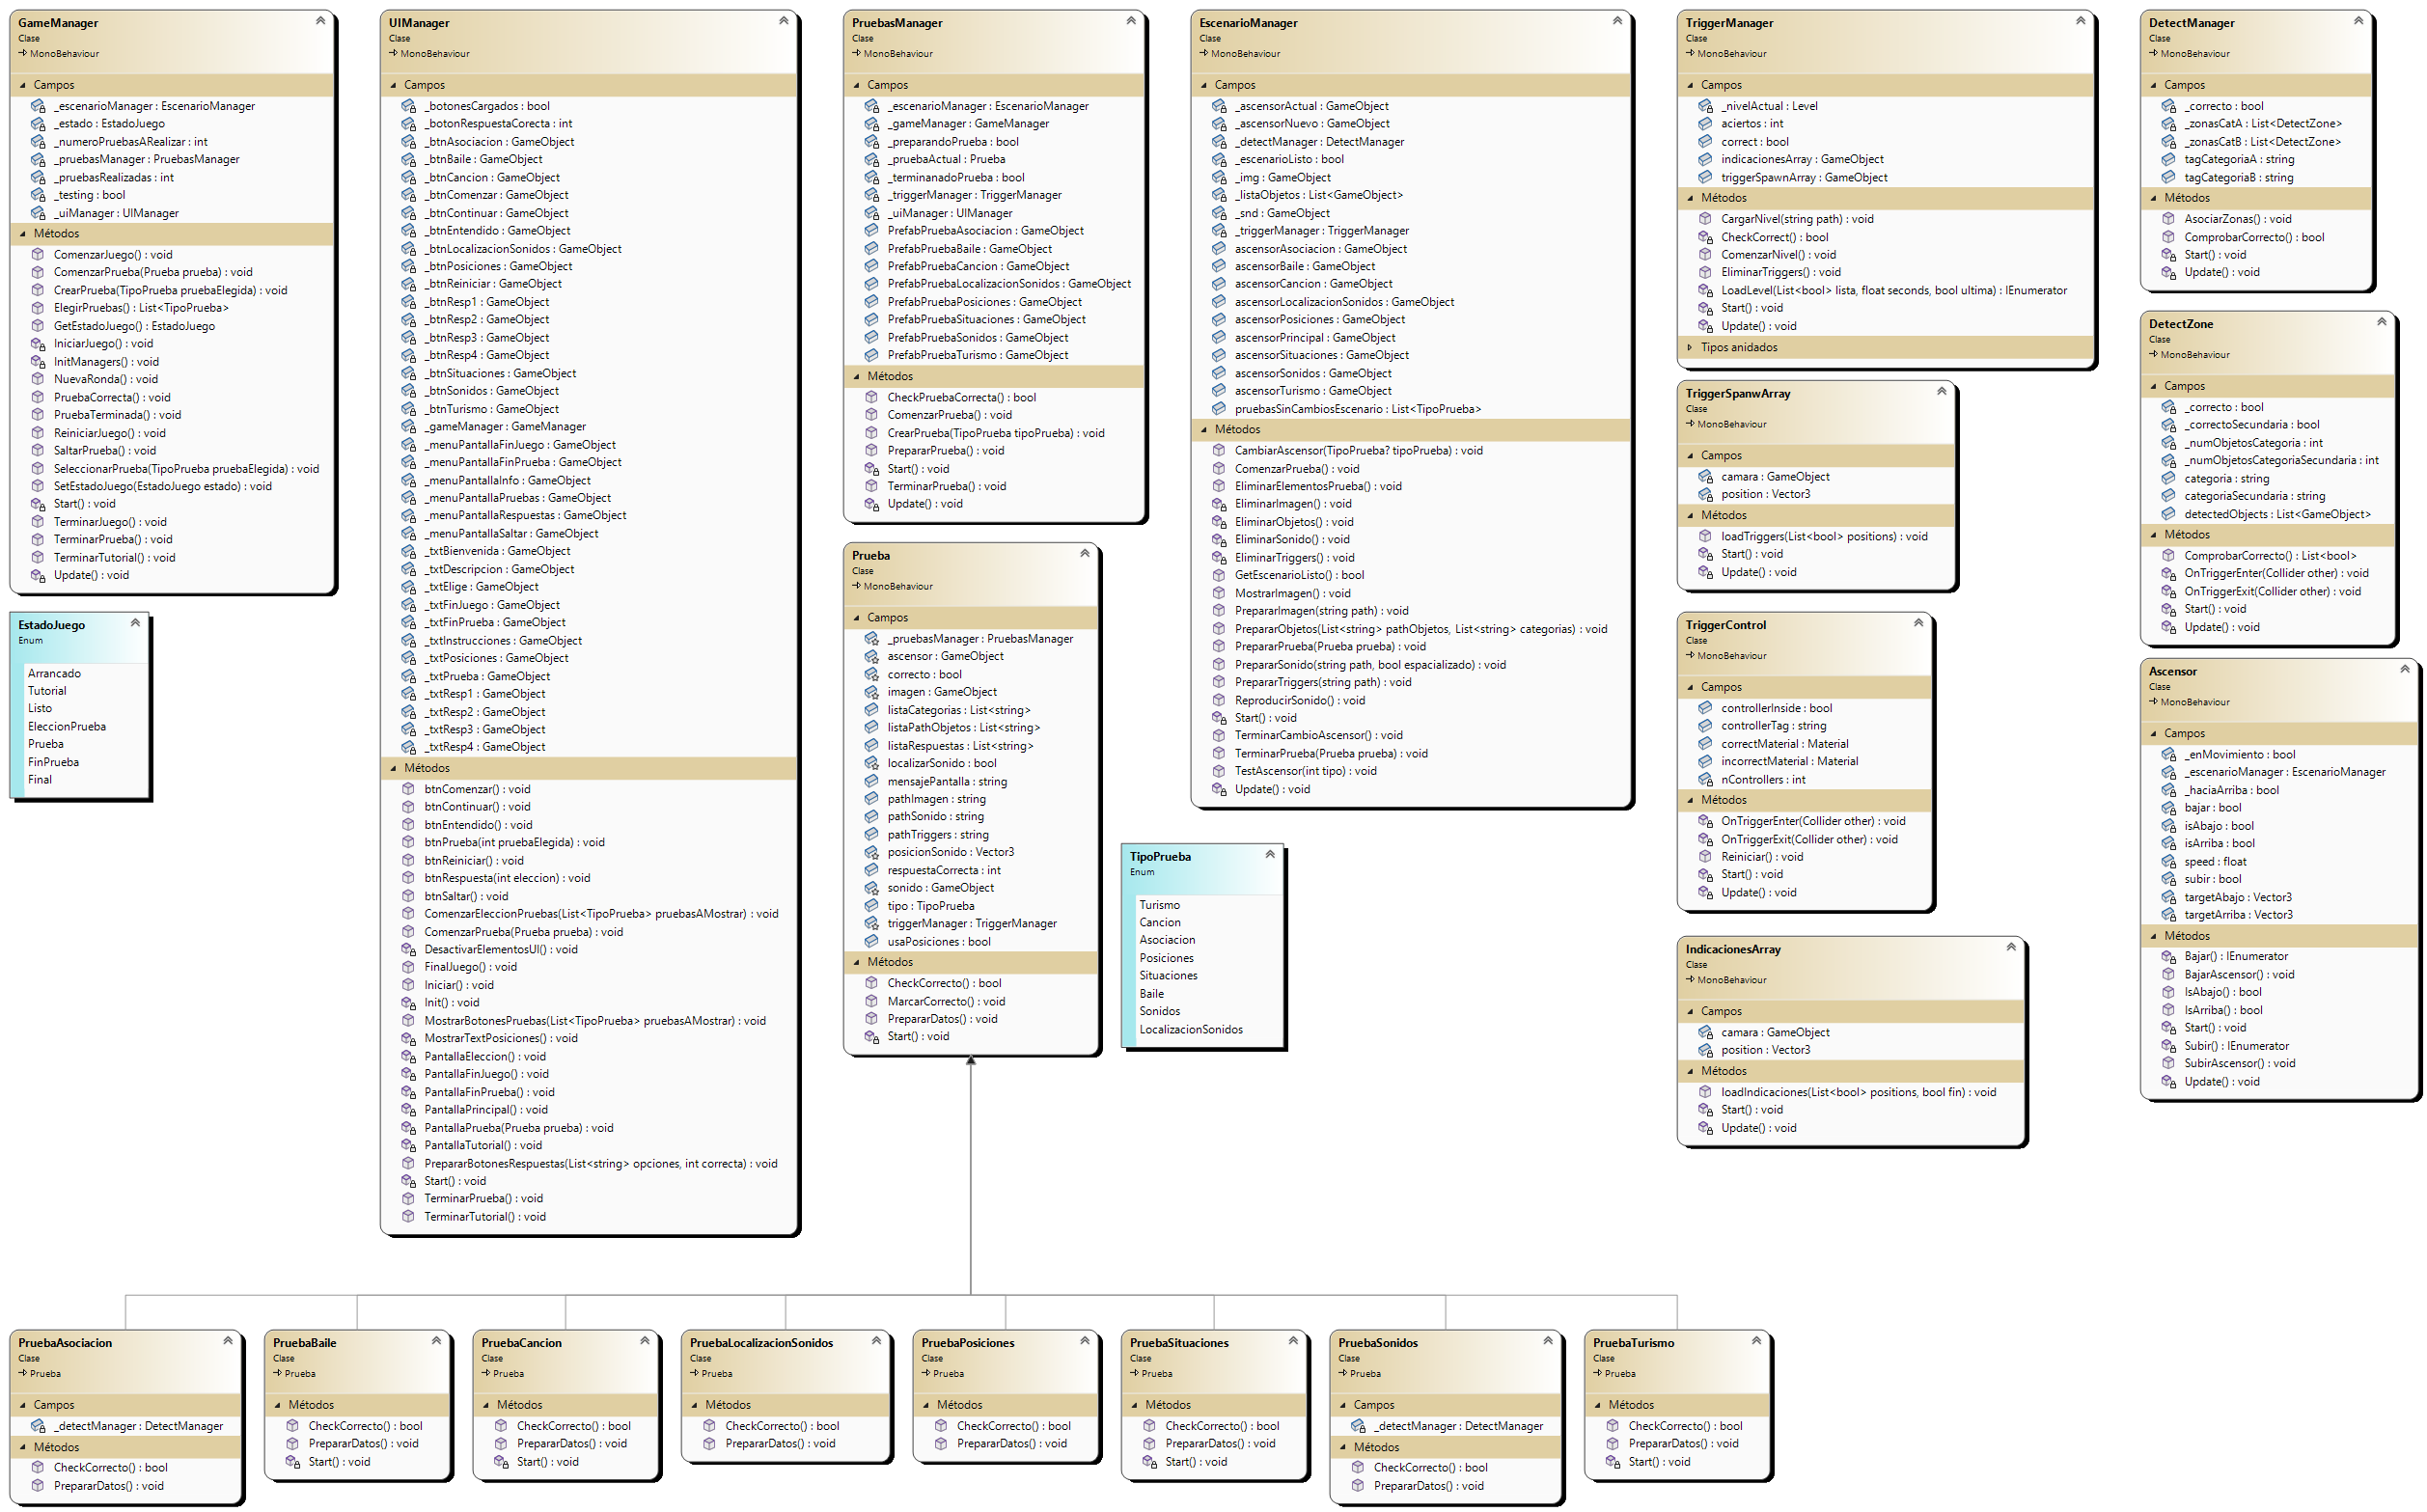 GameManager
Clase
MonoBehaviour
Campos
_escenarioManager : EscenarioManager
_estado : EstadoJuego
_numeroPruebasARealizar : int
_pruebasManager : PruebasManager
_pruebasRealizadas : int
_testing : bool
_uiManager : UIManager
Métodos
ComenzarJuego() : void
ComenzarPrueba(Prueba prueba) : void
CrearPrueba(TipoPrueba pruebaElegida) : void
ElegirPruebas() : List<TipoPrueba>
GetEstadoJuego() : EstadoJuego
IniciarJuego() : void
InitManagers() : void
NuevaRonda() : void
PruebaCorrecta() : void
PruebaTerminada() : void
ReiniciarJuego() : void
SaltarPrueba() : void
SeleccionarPrueba(TipoPrueba pruebaElegida) : void
SetEstadoJuego(EstadoJuego estado) : void
Start() : void
TerminarJuego() : void
TerminarPrueba() : void
TerminarTutorial() : void
Update() : void
EstadoJuego
Enum
Arrancado
Tutorial
Listo
EleccionPrueba
Prueba
FinPrueba
Final
UIManager
Clase
MonoBehaviour
Campos
_botonesCargados : bool
_botonRespuestaCorecta : int
_btnAsociacion : GameObject
_btnBaile : GameObject
_btnCancion : GameObject
_btnComenzar : GameObject
_btnContinuar : GameObject
_btnEntendido : GameObject
_btnLocalizacionSonidos : GameObject
_btnPosiciones : GameObject
_btnReiniciar : GameObject
_btnResp1 : GameObject
_btnResp2 : GameObject
_btnResp3 : GameObject
_btnResp4 : GameObject
_btnSituaciones : GameObject
_btnSonidos : GameObject
_btnTurismo : GameObject
_gameManager : GameManager
_menuPantallaFinJuego : GameObject
_menuPantallaFinPrueba : GameObject
_menuPantallaInfo : GameObject
_menuPantallaPruebas : GameObject
_menuPantallaRespuestas : GameObject
_menuPantallaSaltar : GameObject
_txtBienvenida : GameObject
_txtDescripcion : GameObject
_txtElige : GameObject
_txtFinJuego : GameObject
_txtFinPrueba : GameObject
_txtInstrucciones : GameObject
_txtPosiciones : GameObject
_txtPrueba : GameObject
_txtResp1 : GameObject
_txtResp2 : GameObject
_txtResp3 : GameObject
_txtResp4 : GameObject
Métodos
btnComenzar() : void
btnContinuar() : void
btnEntendido() : void
btnPrueba(int pruebaElegida) : void
btnReiniciar() : void
btnRespuesta(int eleccion) : void
btnSaltar() : void
ComenzarEleccionPruebas(List<TipoPrueba> pruebasAMostrar) : void
ComenzarPrueba(Prueba prueba) : void
DesactivarElementosUI() : void
FinalJuego() : void
Iniciar() : void
Init() : void
MostrarBotonesPruebas(List<TipoPrueba> pruebasAMostrar) : void
MostrarTextPosiciones() : void
PantallaEleccion() : void
PantallaFinJuego() : void
PantallaFinPrueba() : void
PantallaPrincipal() : void
PantallaPrueba(Prueba prueba) : void
PantallaTutorial() : void
PrepararBotonesRespuestas(List<string> opciones, int correcta) : void
Start() : void
TerminarPrueba() : void
TerminarTutorial() : void
PruebasManager
Clase
MonoBehaviour
Campos
_escenarioManager : EscenarioManager
_gameManager : GameManager
_preparandoPrueba : bool
_pruebaActual : Prueba
_terminanadoPrueba : bool
_triggerManager : TriggerManager
_uiManager : UIManager
PrefabPruebaAsociacion : GameObject
PrefabPruebaBaile : GameObject
PrefabPruebaCancion : GameObject
PrefabPruebaLocalizacionSonidos : GameObject
PrefabPruebaPosiciones : GameObject
PrefabPruebaSituaciones : GameObject
PrefabPruebaSonidos : GameObject
PrefabPruebaTurismo : GameObject
Métodos
CheckPruebaCorrecta() : bool
ComenzarPrueba() : void
CrearPrueba(TipoPrueba tipoPrueba) : void
PrepararPrueba() : void
Start() : void
TerminarPrueba() : void
Update() : void
Prueba
Clase
MonoBehaviour
Campos
_pruebasManager : PruebasManager
ascensor : GameObject
correcto : bool
imagen : GameObject
listaCategorias : List<string>
listaPathObjetos : List<string>
listaRespuestas : List<string>
localizarSonido : bool
mensajePantalla : string
pathImagen : string
pathSonido : string
pathTriggers : string
posicionSonido : Vector3
respuestaCorrecta : int
sonido : GameObject
tipo : TipoPrueba
triggerManager : TriggerManager
usaPosiciones : bool
Métodos
CheckCorrecto() : bool
MarcarCorrecto() : void
PrepararDatos() : void
Start() : void
EscenarioManager
Clase
MonoBehaviour
Campos
_ascensorActual : GameObject
_ascensorNuevo : GameObject
_detectManager : DetectManager
_escenarioListo : bool
_img : GameObject
_listaObjetos : List<GameObject>
_snd : GameObject
_triggerManager : TriggerManager
ascensorAsociacion : GameObject
ascensorBaile : GameObject
ascensorCancion : GameObject
ascensorLocalizacionSonidos : GameObject
ascensorPosiciones : GameObject
ascensorPrincipal : GameObject
ascensorSituaciones : GameObject
ascensorSonidos : GameObject
ascensorTurismo : GameObject
pruebasSinCambiosEscenario : List<TipoPrueba>
Métodos
CambiarAscensor(TipoPrueba? tipoPrueba) : void
ComenzarPrueba() : void
EliminarElementosPrueba() : void
EliminarImagen() : void
EliminarObjetos() : void
EliminarSonido() : void
EliminarTriggers() : void
GetEscenarioListo() : bool
MostrarImagen() : void
PrepararImagen(string path) : void
PrepararObjetos(List<string> pathObjetos, List<string> categorias) : void
PrepararPrueba(Prueba prueba) : void
PrepararSonido(string path, bool espacializado) : void
PrepararTriggers(string path) : void
ReproducirSonido() : void
Start() : void
TerminarCambioAscensor() : void
TerminarPrueba(Prueba prueba) : void
TestAscensor(int tipo) : void
Update() : void
TipoPrueba
Enum
Turismo
Cancion
Asociacion
Posiciones
Situaciones
Baile
Sonidos
LocalizacionSonidos
TriggerManager
Clase
MonoBehaviour
Campos
_nivelActual : Level
aciertos : int
correct : bool
indicacionesArray : GameObject
triggerSpawnArray : GameObject
Métodos
CargarNivel(string path) : void
CheckCorrect() : bool
ComenzarNivel() : void
EliminarTriggers() : void
LoadLevel(List<bool> lista, float seconds, bool ultima) : IEnumerator
Start() : void
Update() : void
Tipos anidados
TriggerSpanwArray
Clase
MonoBehaviour
Campos
camara : GameObject
position : Vector3
Métodos
loadTriggers(List<bool> positions) : void
Start() : void
Update() : void
TriggerControl
Clase
MonoBehaviour
Campos
controllerInside : bool
controllerTag : string
correctMaterial : Material
incorrectMaterial : Material
nControllers : int
Métodos
OnTriggerEnter(Collider other) : void
OnTriggerExit(Collider other) : void
Reiniciar() : void
Start() : void
Update() : void
IndicacionesArray
Clase
MonoBehaviour
Campos
camara : GameObject
position : Vector3
Métodos
loadIndicaciones(List<bool> positions, bool fin) : void
Start() : void
Update() : void
DetectManager
Clase
MonoBehaviour
Campos
_correcto : bool
_zonasCatA : List<DetectZone>
_zonasCatB : List<DetectZone>
tagCategoriaA : string
tagCategoriaB : string
Métodos
AsociarZonas() : void
ComprobarCorrecto() : bool
Start() : void
Update() : void
DetectZone
Clase
MonoBehaviour
Campos
_correcto : bool
_correctoSecundaria : bool
_numObjetosCategoria : int
_numObjetosCategoriaSecundaria : int
categoria : string
categoriaSecundaria : string
detectedObjects : List<GameObject>
Métodos
ComprobarCorrecto() : List<bool>
OnTriggerEnter(Collider other) : void
OnTriggerExit(Collider other) : void
Start() : void
Update() : void
Ascensor
Clase
MonoBehaviour
Campos
_enMovimiento : bool
_escenarioManager : EscenarioManager
_haciaArriba : bool
bajar : bool
isAbajo : bool
isArriba : bool
speed : float
subir : bool
targetAbajo : Vector3
targetArriba : Vector3
Métodos
Bajar() : IEnumerator
BajarAscensor() : void
IsAbajo() : bool
IsArriba() : bool
Start() : void
Subir() : IEnumerator
SubirAscensor() : void
Update() : void
PruebaAsociacion
Clase
Prueba
Campos
_detectManager : DetectManager
Métodos
CheckCorrecto() : bool
PrepararDatos() : void
PruebaBaile
Clase
Prueba
Métodos
CheckCorrecto() : bool
PrepararDatos() : void
Start() : void
PruebaCancion
Clase
Prueba
Métodos
CheckCorrecto() : bool
PrepararDatos() : void
Start() : void
PruebaLocalizacionSonidos
Clase
Prueba
Métodos
CheckCorrecto() : bool
PrepararDatos() : void
PruebaPosiciones
Clase
Prueba
Métodos
CheckCorrecto() : bool
PrepararDatos() : void
PruebaSituaciones
Clase
Prueba
Métodos
CheckCorrecto() : bool
PrepararDatos() : void
Start() : void
PruebaSonidos
Clase
Prueba
Campos
_detectManager : DetectManager
Métodos
CheckCorrecto() : bool
PrepararDatos() : void
PruebaTurismo
Clase
Prueba
Métodos
CheckCorrecto() : bool
PrepararDatos() : void
Start() : void